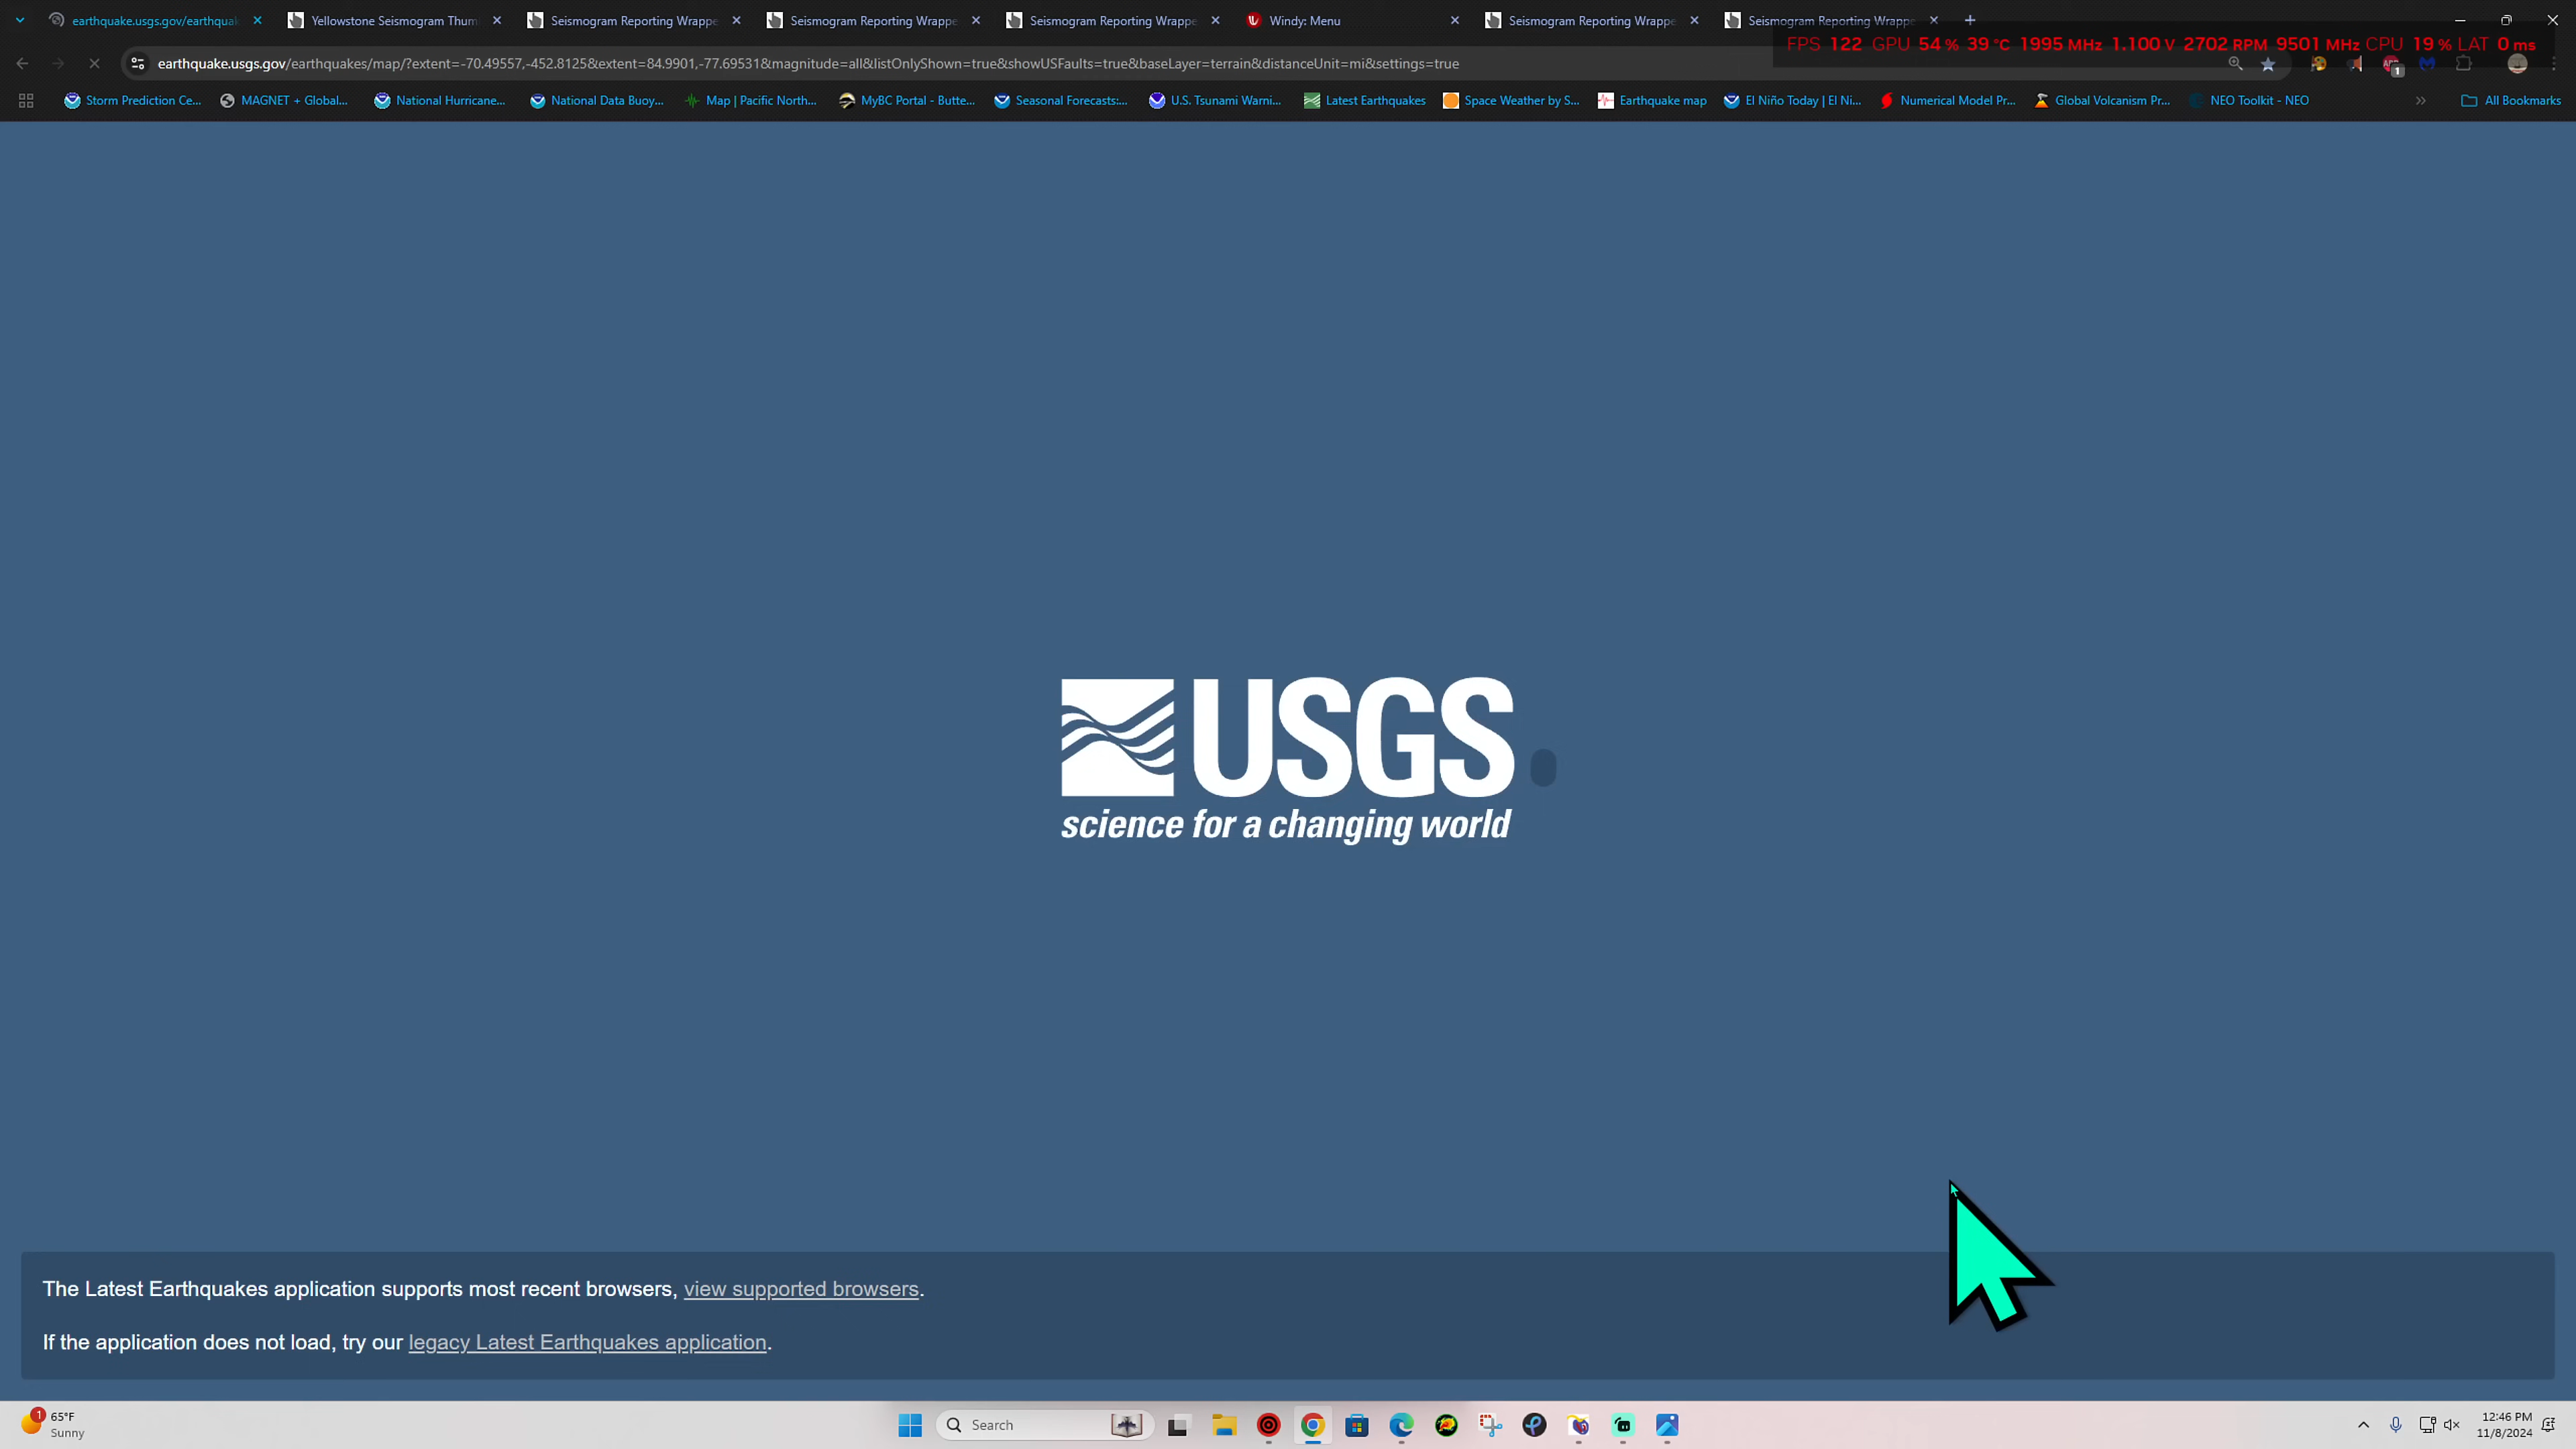 earthquake.usgs.gov/earthquak
Yellowstone Seismogram Thum
Seismogram Reporting Wrappe
Seismogram Reporting Wrappe
Seismogram Reporting Wrappe
Windy: Menu
Seismogram Reporting Wrappe
Seismogram Reporting Wrappe
FPS 122 GPU 54 % 39 °C 1995 MHz 1.100 V 2702 RPM 9501 MHz CPU 19 % LAT 0 ms
earthquake.usgs.gov/earthquakes/map/?extent=-70.49557,-452.8125&extent=84.9901,-77.69531&magnitude=all&listOnlyShown=true&showUSFaults=true&baseLayer=terrain&distanceUnit=mi&settings=true
1
Storm Prediction Ce...
MAGNET + Global...
National Hurricane...
National Data Buoy...
Map | Pacific North...
MyBC Portal - Butte...
Seasonal Forecasts:...
U.S. Tsunami Warni...
Latest Earthquakes
Space Weather by S...
Earthquake map
El Niño Today | El Ni...
Numerical Model Pr...
Global Volcanism Pr...
NEO Toolkit - NEO
All Bookmarks
USGS
science for a changing world
The Latest Earthquakes application supports most recent browsers, view supported browsers.
If the application does not load, try our legacy Latest Earthquakes application.
1
65°F
Sunny
Search
12:46 PM
11/8/2024